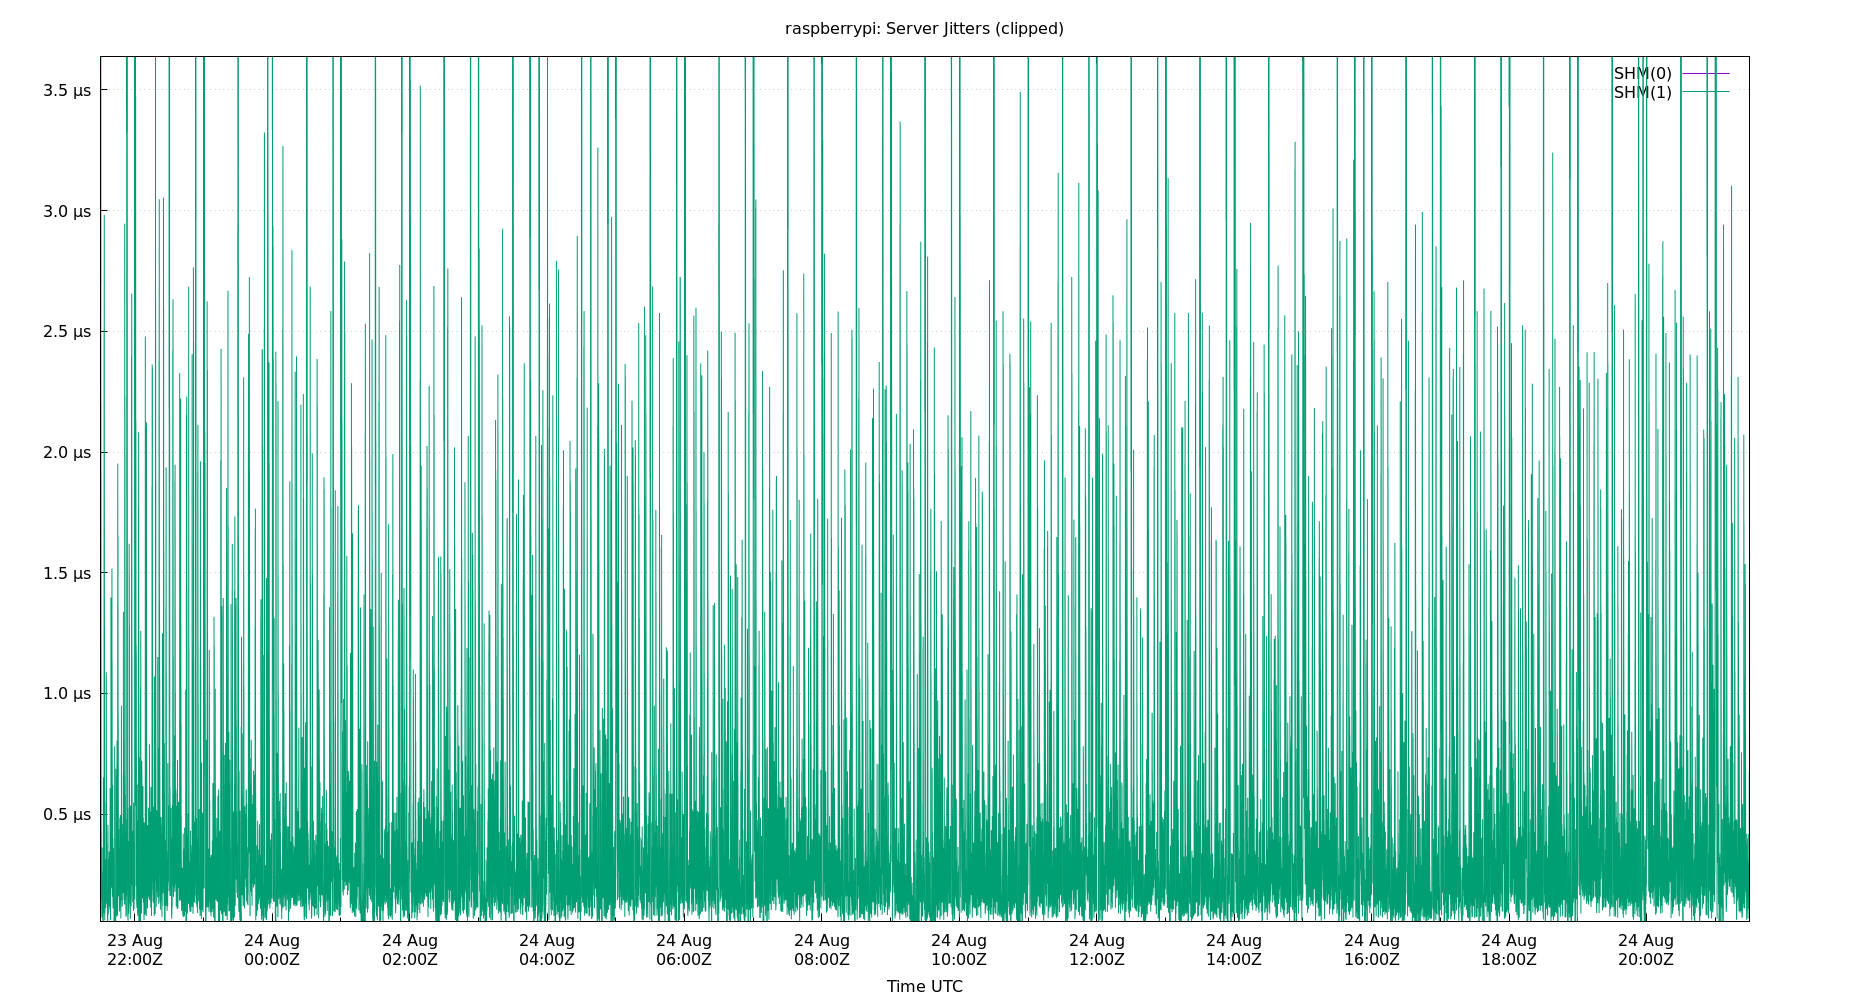 raspberrypi: Server Jitters (clipped)
SHM(0)
SHM(1)
3.5 µs
3.0 µs
2.5 µs
2.0 µs
1.5 µs
1.0 µs
0.5 µs
23 Aug 24 Aug 24 Aug 24 Aug 24 Aug 24 Aug 24 Aug 24 Aug 24 Aug 24 Aug 24 Aug 24 Aug
22:00Z 00:00Z 02:00Z 04:00Z 06:00Z 08:00Z 10:00Z 12:00Z 14:00Z 16:00Z 18:00Z 20:00Z
Time UTC